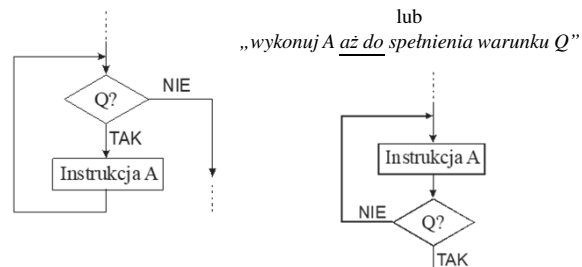 lub
„wykonuj A aż do spełnienia warunku Q”
Q?
NIE
TAK
Instrukcja A
Instrukcja A
NIE
Q?
TAK